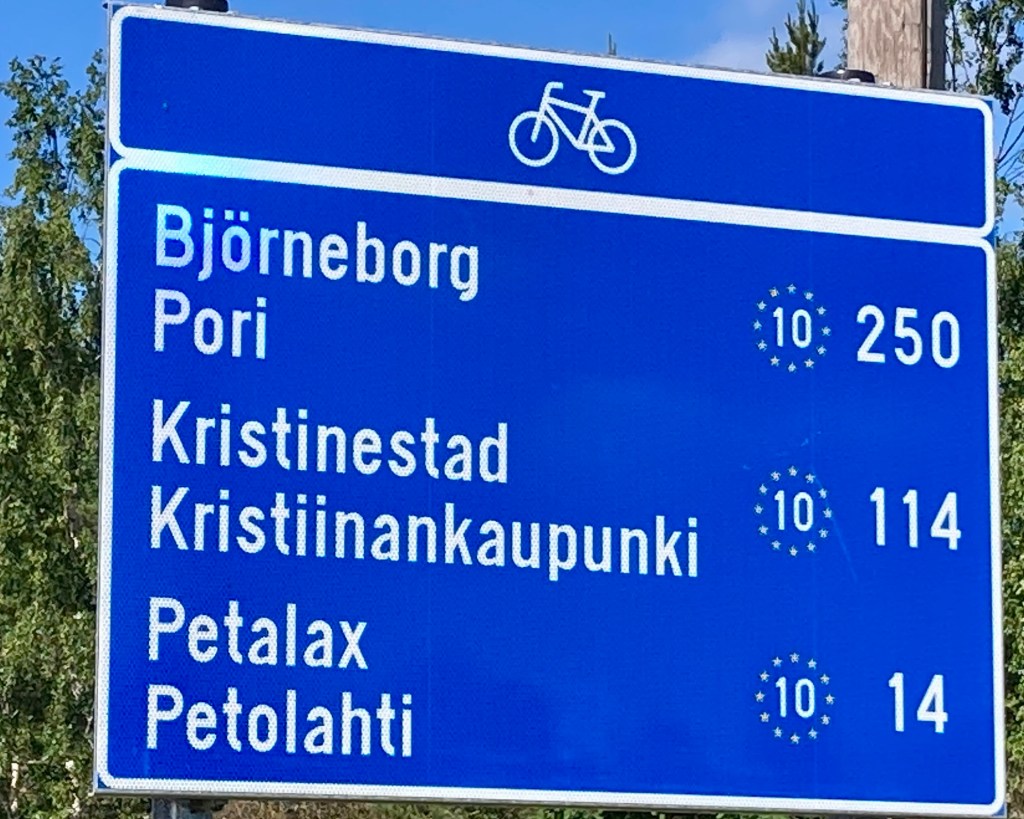 Björneborg
Pori 10 250
Kristinestad
Kristiinankaupunki 10 114
Petalax
Petolahti 10 14